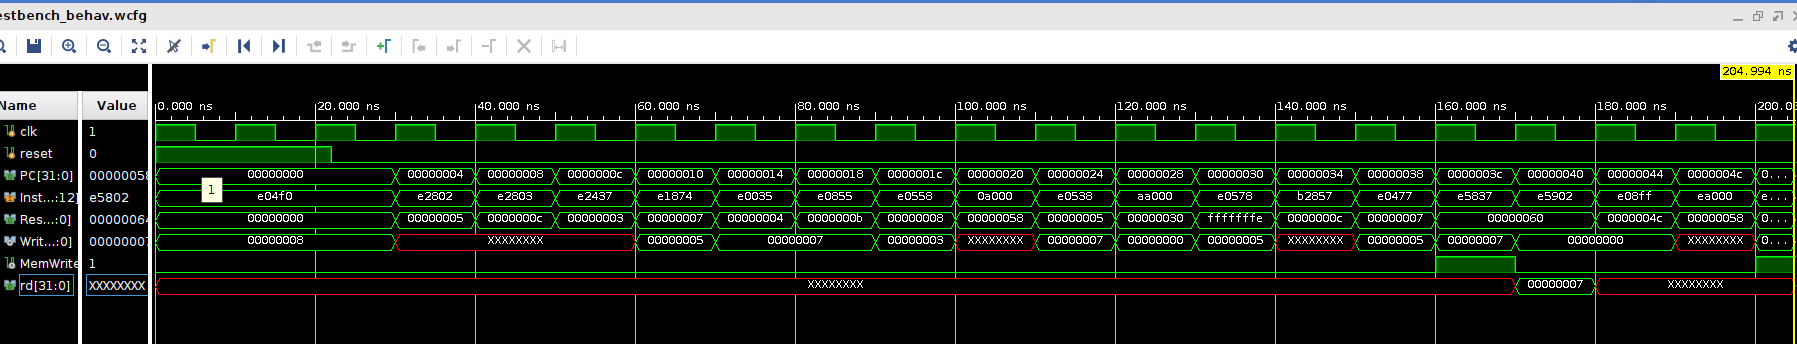 estbench_behav.wcfg
204.994 ns
Name Value 0.000 ns 20.000 ns 40.000 ns 60.000 ns 80.000 ns 100.000 ns 120.000 ns 140.000 ns 160.000 ns 180.000 ns 200.0
clk 1
reset 0
PC[31:0] 00000058 00000000 00000004 00000008 0000000c 00000010 00000014 00000018 0000001c 00000020 00000024 00000028 00000030 00000034 00000038 0000003c 00000040 00000044 0000004c 0...
1
Inst...:12] e5802 e04f0 e2802 e2803 e2437 e1874 e0035 e0855 e0558 0a000 e0538 aa000 e0578 b2857 e0477 e5837 e5902 e08ff ea000 e...
Res...:0] 00000064 00000000 00000005 0000000c 00000003 00000007 00000004 0000000b 00000008 00000058 00000005 00000030 fffffffe 0000000c 00000007 00000060 0000004c 00000058 0...
Writ...:0] 00000007 00000008 XXXXXXXX 00000005 00000007 00000003 XXXXXXXX 00000007 00000000 00000005 XXXXXXXX 00000005 00000007 00000000 XXXXXXXX 0...
MemWrite 1
rd[31:0] XXXXXXXX XXXXXXXX 00000007 XXXXXXXX